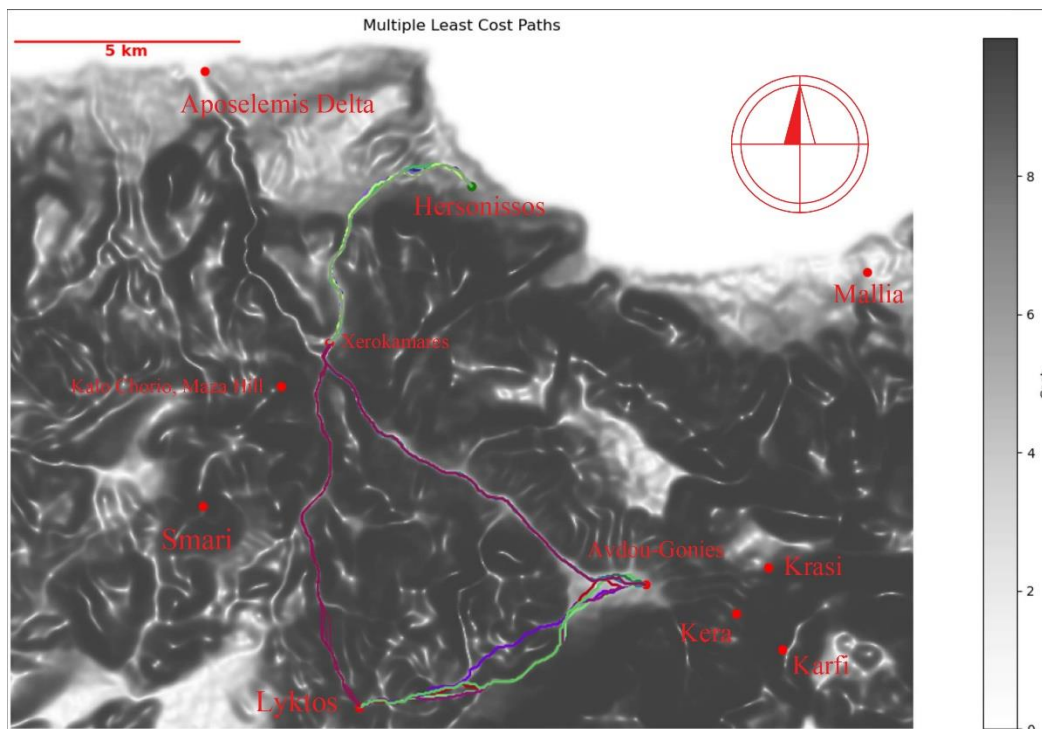 Multiple Least Cost Paths
5 km
Aposelemis Delta
Hersonissos
8
Mallia
6
Xerokamares
Kalo Chorio, Maza Hill
4
Smari
Avdou-Gonies
Krasi
2
Kera
Karfi
Lyktos
0